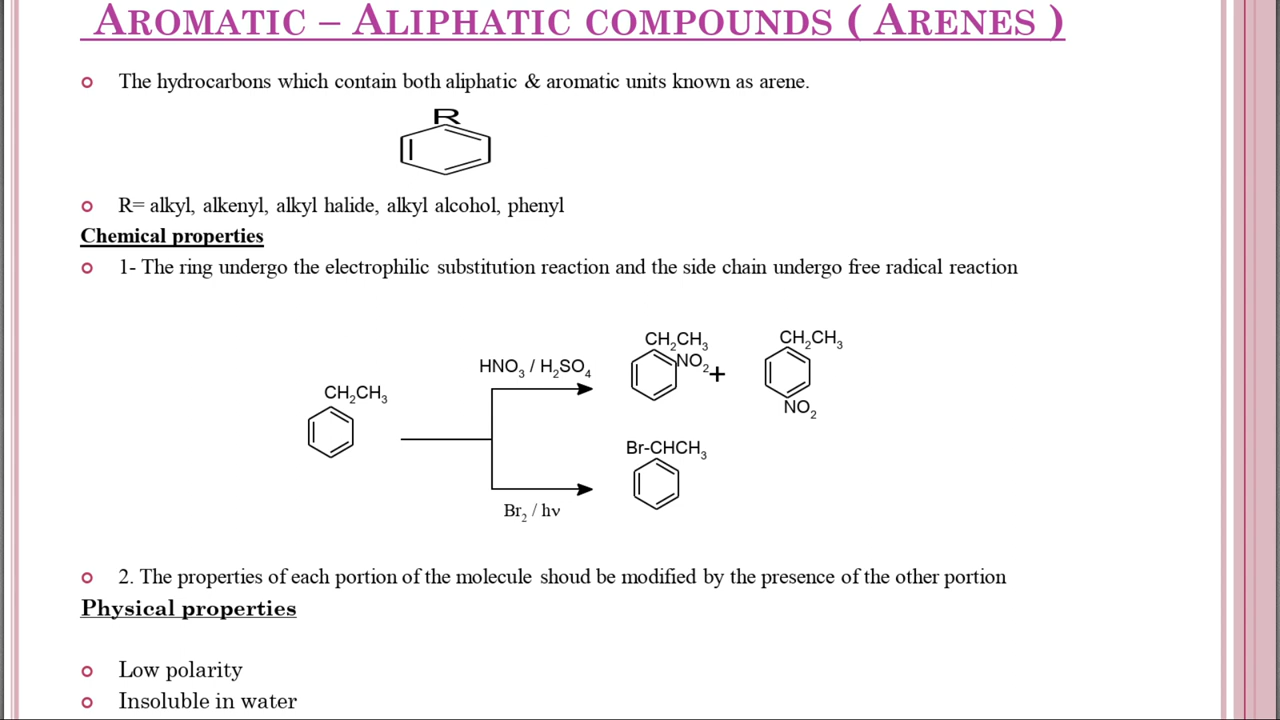 AROMATIC – ALIPHATIC COMPOUNDS ( ARENES )
The hydrocarbons which contain both aliphatic & aromatic units known as arene.
R
R= alkyl, alkenyl, alkyl halide, alkyl alcohol, phenyl
Chemical properties
1- The ring undergo the electrophilic substitution reaction and the side chain undergo free radical reaction
CH2CH3
HNO3 / H2SO4
CH2CH3
NO2
+
CH2CH3
NO2
Br2 / hν
Br-CHCH3
2. The properties of each portion of the molecule shoud be modified by the presence of the other portion
Physical properties
Low polarity
Insoluble in water